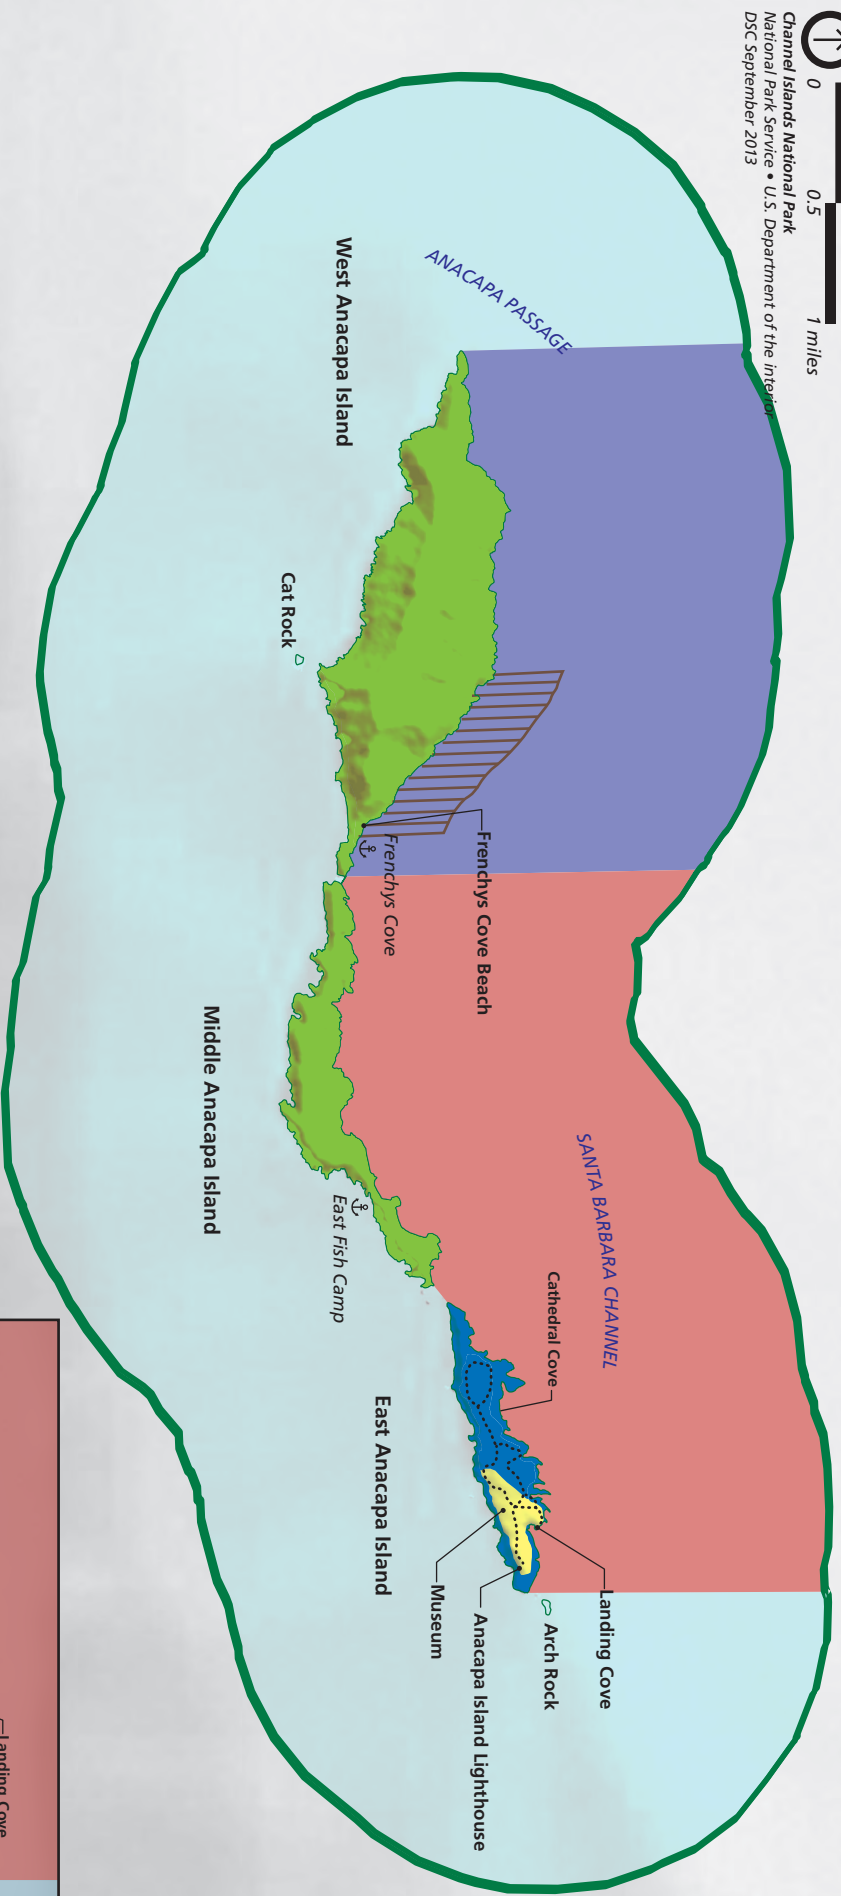 0 0.5 1 miles
Channel Islands National Park
National Park Service • U.S. Department of the interior
DSC September 2013
ANACAPA PASSAGE
West Anacapa Island
Cat Rock
Frenchys Cove Beach
Frenchys Cove
SANTA BARBARA CHANNEL
Middle Anacapa Island
East Fish Camp
Cathedral Cove
East Anacapa Island
Landing Cove
Arch Rock
Anacapa Island Lighthouse
Museum
Landing Cove